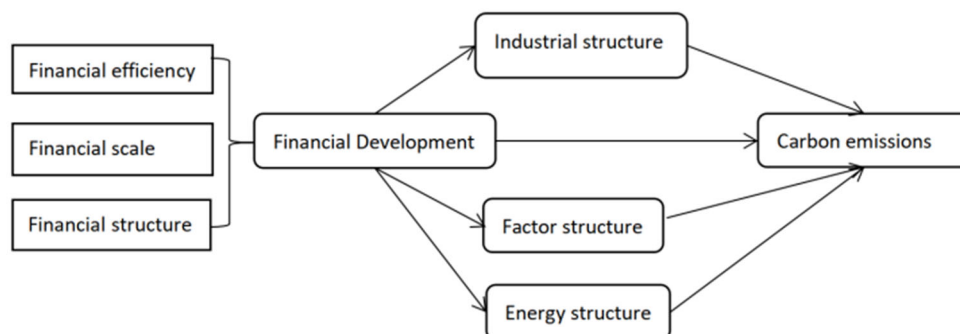 Financial efficiency
Financial scale
Financial structure
Financial Development
Industrial structure
Factor structure
Energy structure
Carbon emissions